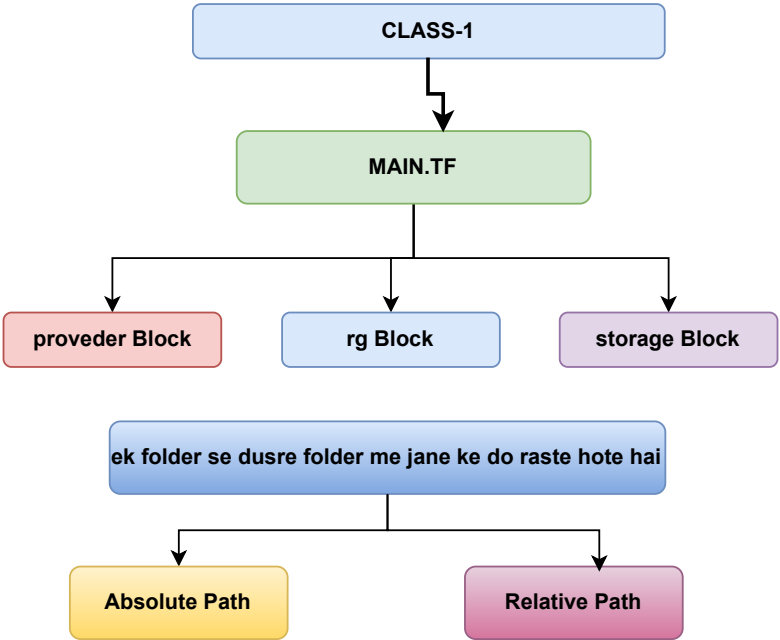 CLASS-1
MAIN.TF
proveder Block
rg Block
storage Block
ek folder se dusre folder me jane ke do raste hote hai
Absolute Path
Relative Path